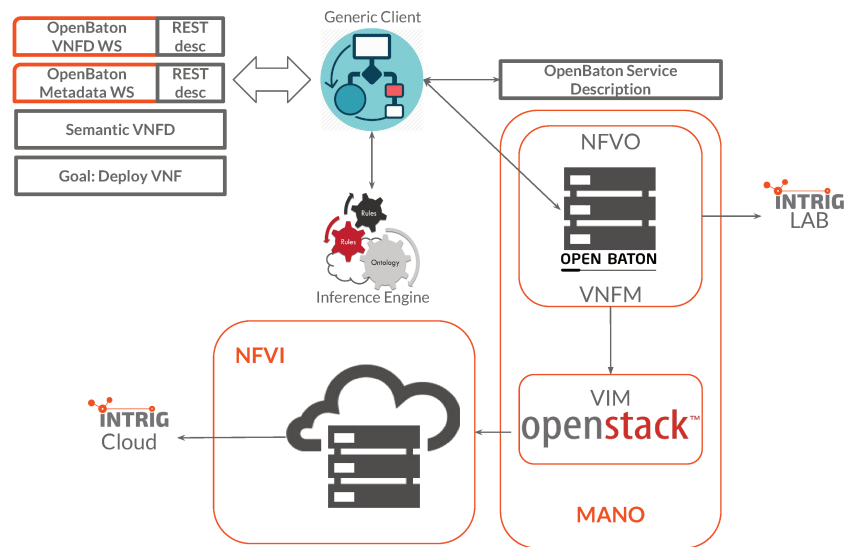 Generic Client
OpenBaton
VNFD WS
REST
desc
OpenBaton
Metadata WS
REST
desc
Semantic VNFD
Goal: Deploy VNF
OpenBaton Service
Description
NFVO
OPEN BATON
VNFM
INTRIG
LAB
Rules
Rules
Ontology
Inference Engine
NFVI
INTRIG
Cloud
VIM
openstack™
MANO